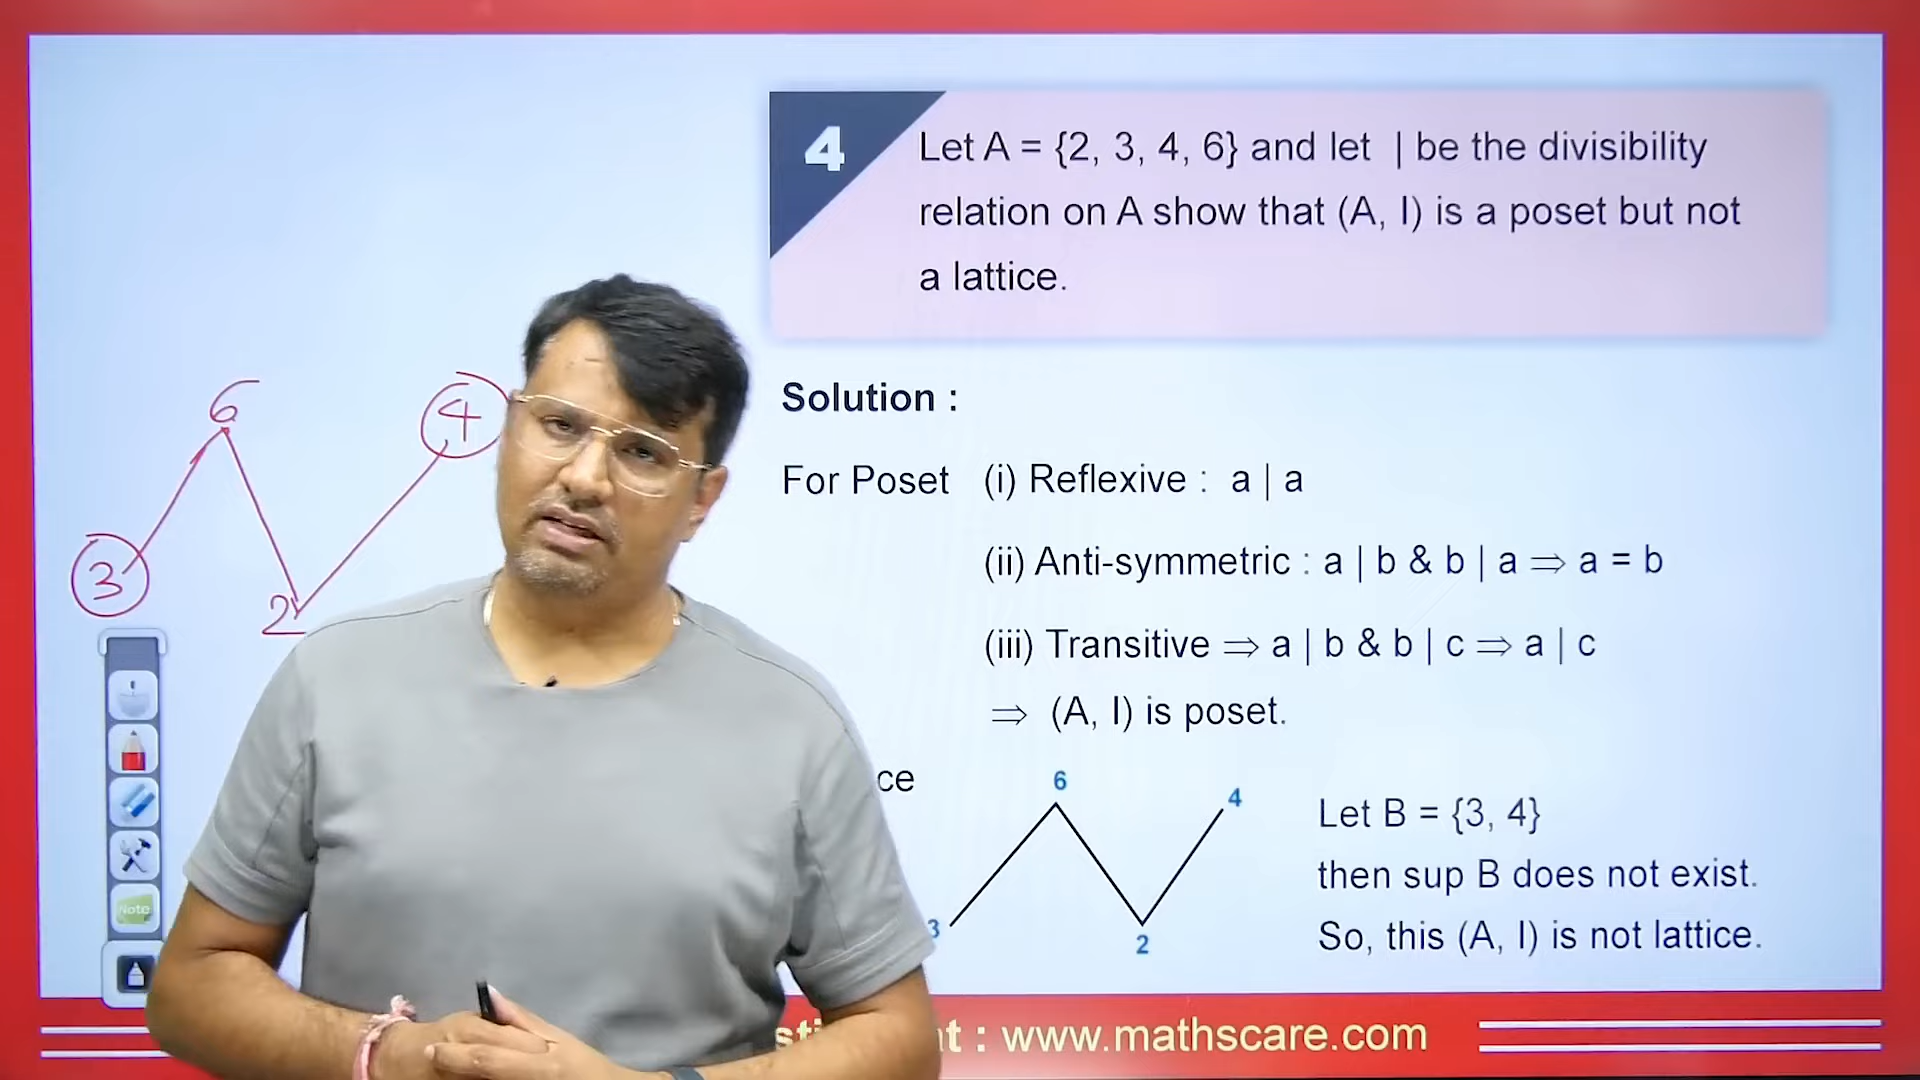 4
Let A = {2, 3, 4, 6} and let | be the divisibility
relation on A show that (A, I) is a poset but not
a lattice.
Solution :
For Poset (i) Reflexive : a | a
(ii) Anti-symmetric : a | b & b | a ⇒ a = b
(iii) Transitive ⇒ a | b & b | c ⇒ a | c
⇒ (A, I) is poset.
6
4
3
2
6
4
3
2
Let B = {3, 4}
then sup B does not exist.
So, this (A, I) is not lattice.
Note
: www.mathscare.com